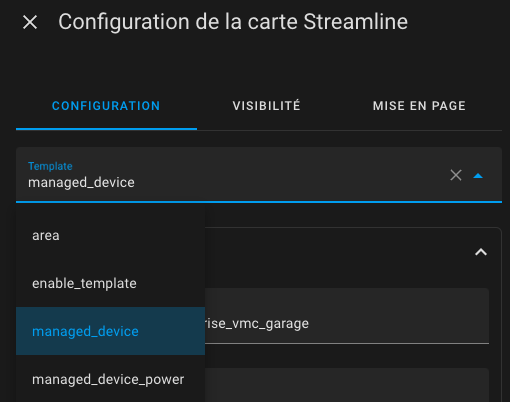 Configuration de la carte Streamline
CONFIGURATION
VISIBILITÉ
MISE EN PAGE
Template
managed_device
area
enable_template
managed_device
rise_vmc_garage
managed_device_power